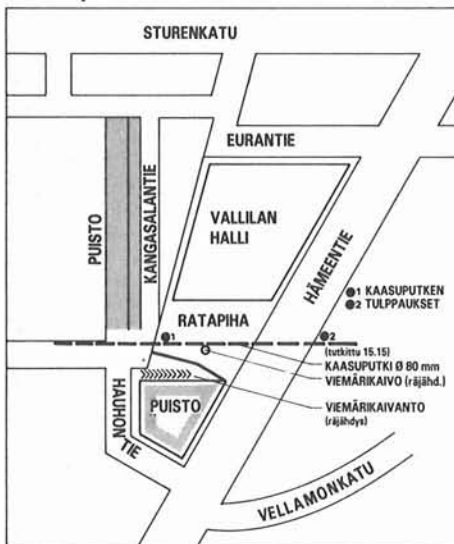 STURENKATU
EURANTIE
PUISTO
KANGASALANTIE
VALLILAN
HALLI
HÄMEENTIE
1 KAASUPUTKEN
2 TULPPAUKSET
RATAPIHA
1
2
(tutkittu 15.15)
KAASUPUTKI Ø 80 mm
VIEMÄRIKAIVO (räjähd.)
HAUHON
TIE
PUISTO
VIEMÄRIKAIVANTO
(räjähdys)
VELLAMONKATU